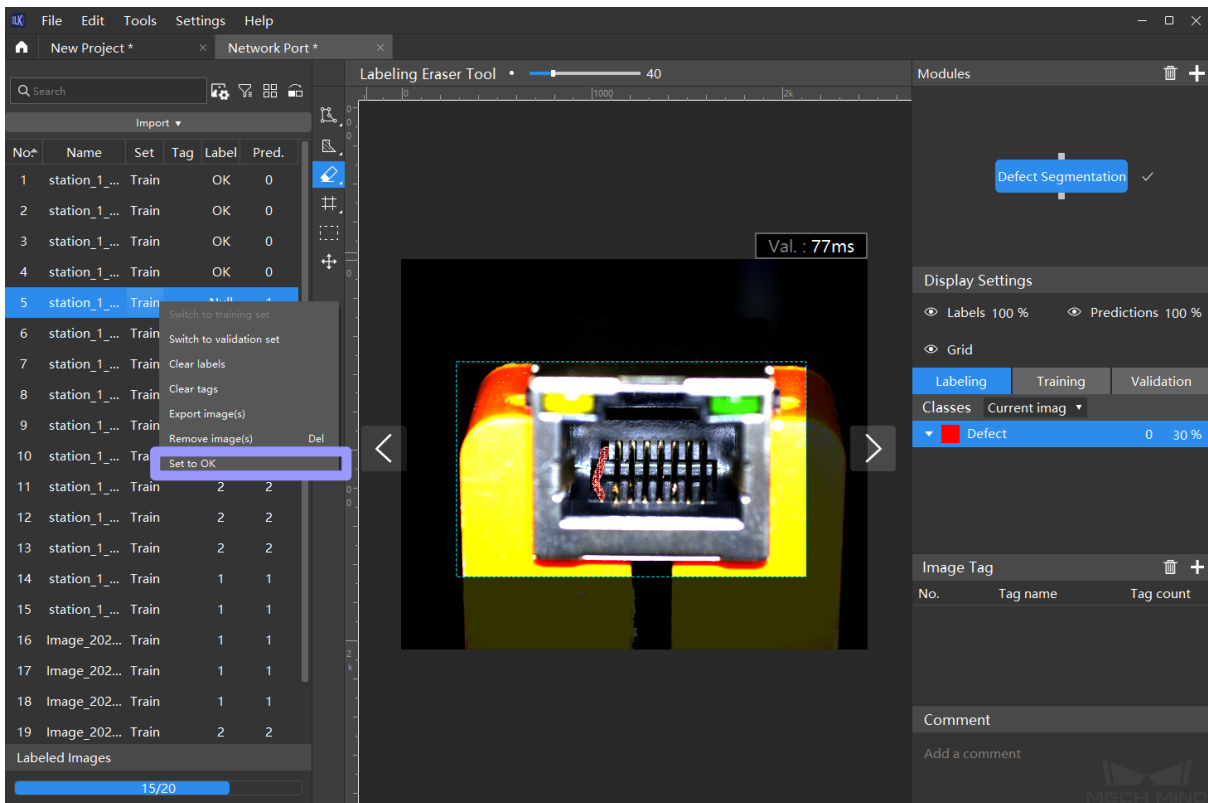 ILK File Edit Tools Settings Help
New Project * × Network Port * ×
Search
Import ▼
No. Name Set Tag Label Pred.
1 station_1_... Train OK 0
2 station_1_... Train OK 0
3 station_1_... Train OK 0
4 station_1_... Train OK 0
5 station_1_... Train
6 station_1_... Train
7 station_1_... Train
8 station_1_... Train
9 station_1_... Train
10 station_1_...
11 station_1_... Train 2 2
12 station_1_... Train 2 2
13 station_1_... Train 2 2
14 station_1_... Train 1 1
15 station_1_... Train 1 1
16 Image_202... Train 1 1
17 Image_202... Train 1 1
18 Image_202... Train 1 1
19 Image_202... Train 2 2
Labeled Images
15/20
Switch to training set
Switch to validation set
Clear labels
Clear tags
Export image(s)
Remove image(s) Del
Set to OK
Labeling Eraser Tool • 40
0 1000 2k
Val. : 77ms
Modules
Defect Segmentation
Display Settings
Labels 100 % Predictions 100 %
Grid
Labeling Training Validation
Classes Current imag ▼
Defect 0 30 %
Image Tag
No. Tag name Tag count
Comment
Add a comment
MECH MIND